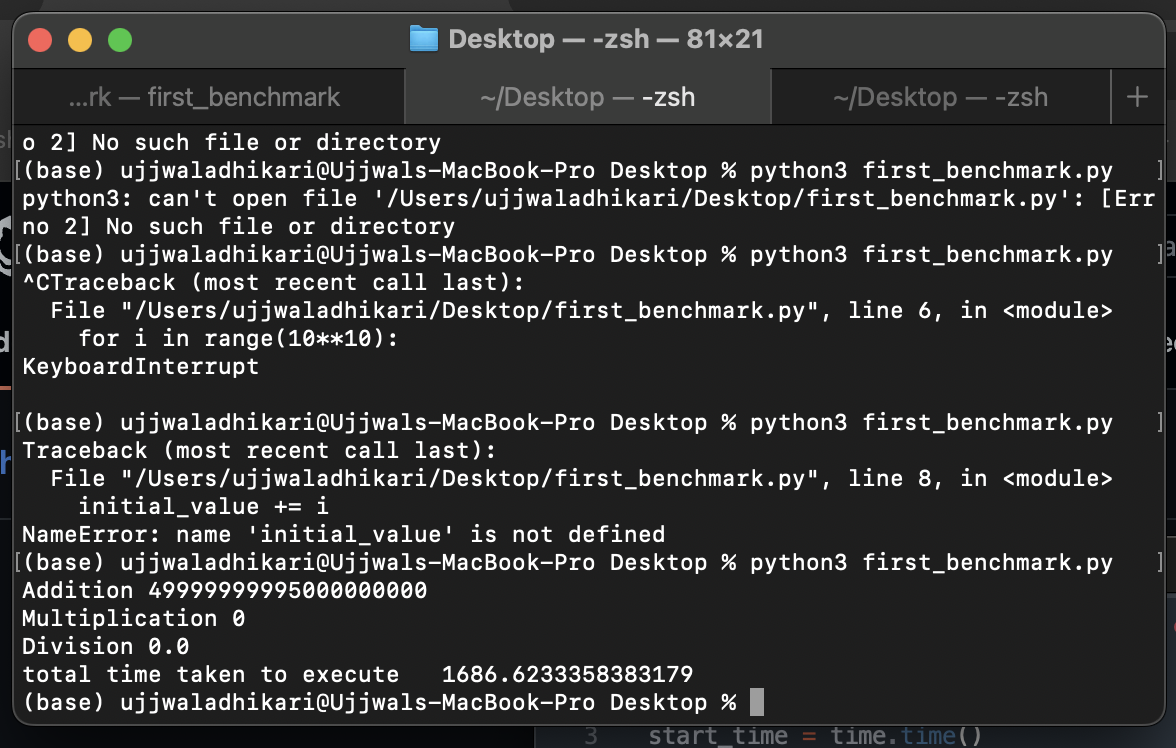 Desktop — -zsh — 81×21
...rk — first_benchmark
~/Desktop — -zsh
~/Desktop — -zsh
+
o 2] No such file or directory
[(base) ujjwaladhikari@Ujjwals-MacBook-Pro Desktop % python3 first_benchmark.py ]
python3: can't open file '/Users/ujjwaladhikari/Desktop/first_benchmark.py': [Err
no 2] No such file or directory
[(base) ujjwaladhikari@Ujjwals-MacBook-Pro Desktop % python3 first_benchmark.py ]
^CTraceback (most recent call last):
  File "/Users/ujjwaladhikari/Desktop/first_benchmark.py", line 6, in <module>
    for i in range(10**10):
KeyboardInterrupt
[(base) ujjwaladhikari@Ujjwals-MacBook-Pro Desktop % python3 first_benchmark.py ]
Traceback (most recent call last):
  File "/Users/ujjwaladhikari/Desktop/first_benchmark.py", line 8, in <module>
    initial_value += i
NameError: name 'initial_value' is not defined
[(base) ujjwaladhikari@Ujjwals-MacBook-Pro Desktop % python3 first_benchmark.py ]
Addition 49999999995000000000
Multiplication 0
Division 0.0
total time taken to execute   1686.6233358383179
(base) ujjwaladhikari@Ujjwals-MacBook-Pro Desktop %
3 start_time = time.time()